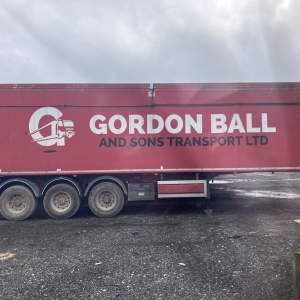 G
GORDON BALL
AND SONS TRANSPORT LTD